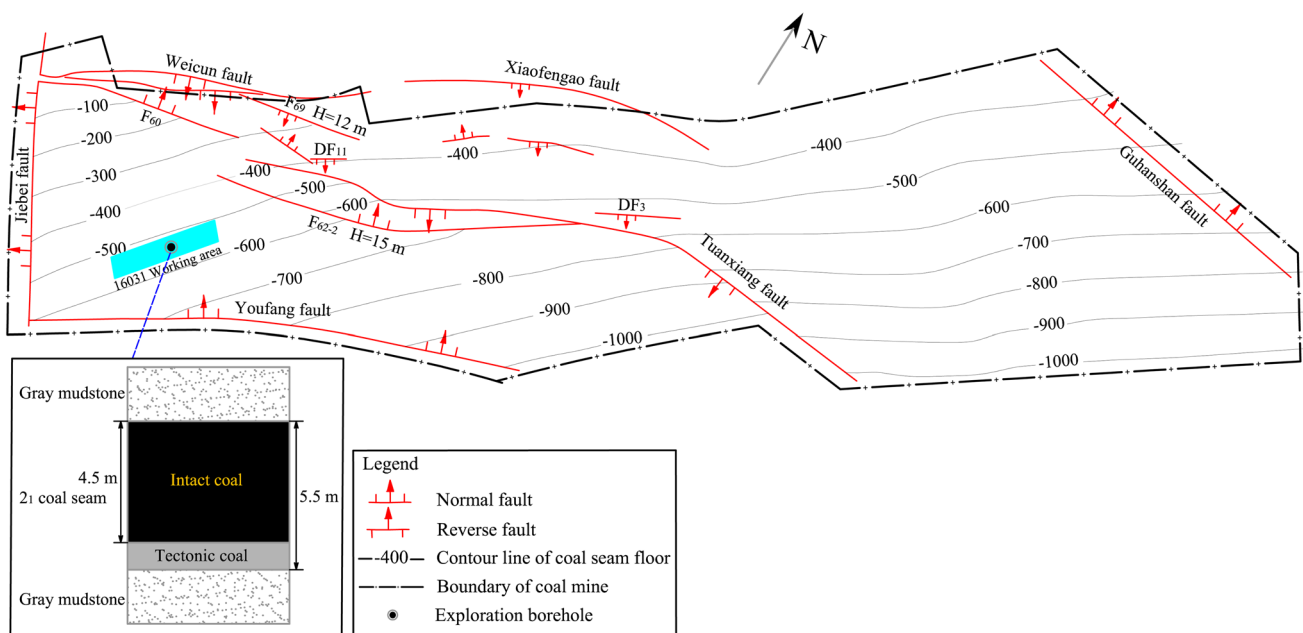 Weicun fault
Xiaofengao fault
N
F69 H=12 m
F60
-100
-200
-300
-400
-500
DF11
-400
-500
-600
-400
-400
-500
-600
-700
-800
-900
-1000
Guhanshan fault
Jiebei fault
F62-2 H=15 m
DF3
Tuanxiang fault
-600
-700
-800
-900
-1000
16031 Working area
Youfang fault
Gray mudstone
4.5 m
21 coal seam
Intact coal
5.5 m
Tectonic coal
Gray mudstone
Legend
Normal fault
Reverse fault
-400 Contour line of coal seam floor
Boundary of coal mine
Exploration borehole